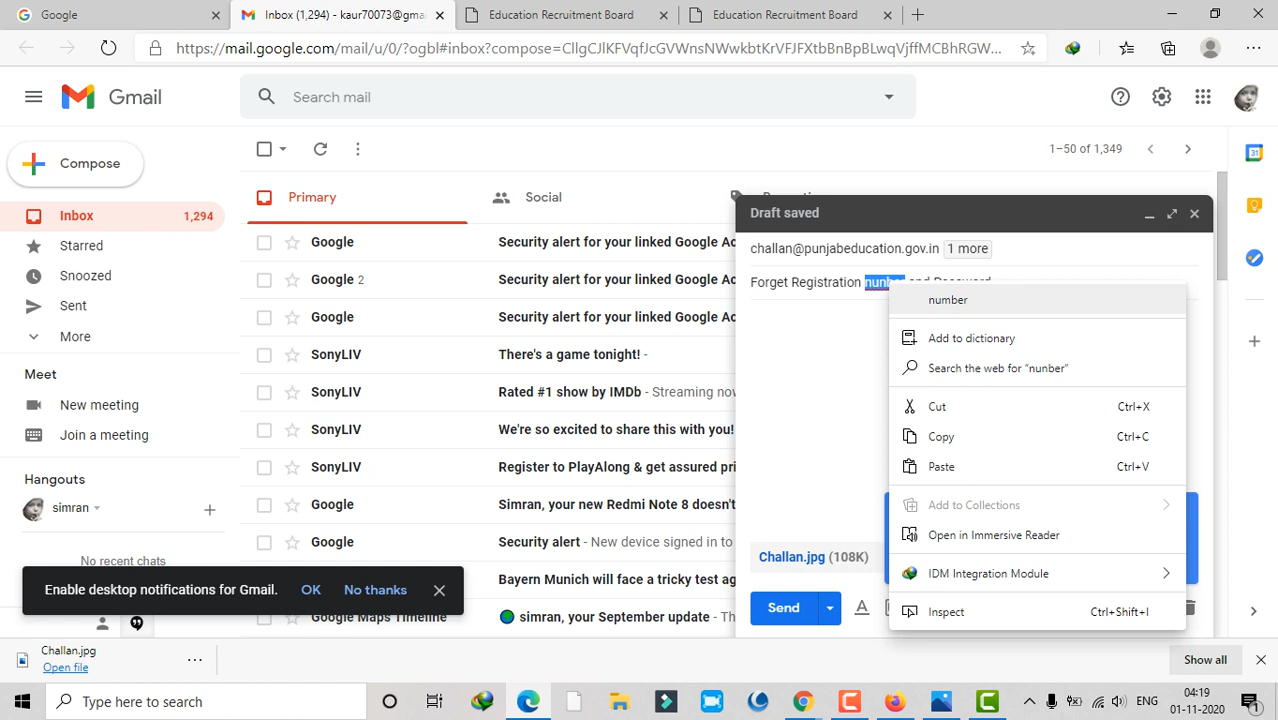 Google
Inbox (1,294) - kaur70073@gma
Education Recruitment Board
Education Recruitment Board
https://mail.google.com/mail/u/0/?ogbl#inbox?compose=CllgCJlKFVqfJcGVWnsNWwkbtKrVFJFXtbBnBpBLwqVjffMCBhRGW...
Gmail
Search mail
Compose
1–50 of 1,349
Inbox 1,294
Starred
Snoozed
Sent
More
Meet
New meeting
Join a meeting
Hangouts
simran
No recent chats
Primary
Social
Google Security alert for your linked Google Ac
Google 2 Security alert for your linked Google Ac
Google Security alert for your linked Google Ac
SonyLIV There's a game tonight! -
SonyLIV Rated #1 show by IMDb - Streaming now
SonyLIV We're so excited to share this with you!
SonyLIV Register to PlayAlong & get assured pri
Google Simran, your new Redmi Note 8 doesn't
Google Security alert - New device signed in to
Bayern Munich will face a tricky test ag
Google Maps Timeline simran, your September update - Th
Enable desktop notifications for Gmail. OK No thanks
Draft saved
challan@punjabeducation.gov.in 1 more
Forget Registration nunber and Password
number
Add to dictionary
Search the web for “nunber”
Cut Ctrl+X
Copy Ctrl+C
Paste Ctrl+V
Add to Collections
Open in Immersive Reader
IDM Integration Module
Inspect Ctrl+Shift+I
Challan.jpg (108K)
Send
Challan.jpg
Open file
Show all
Type here to search
ENG
04:19
01-11-2020
1